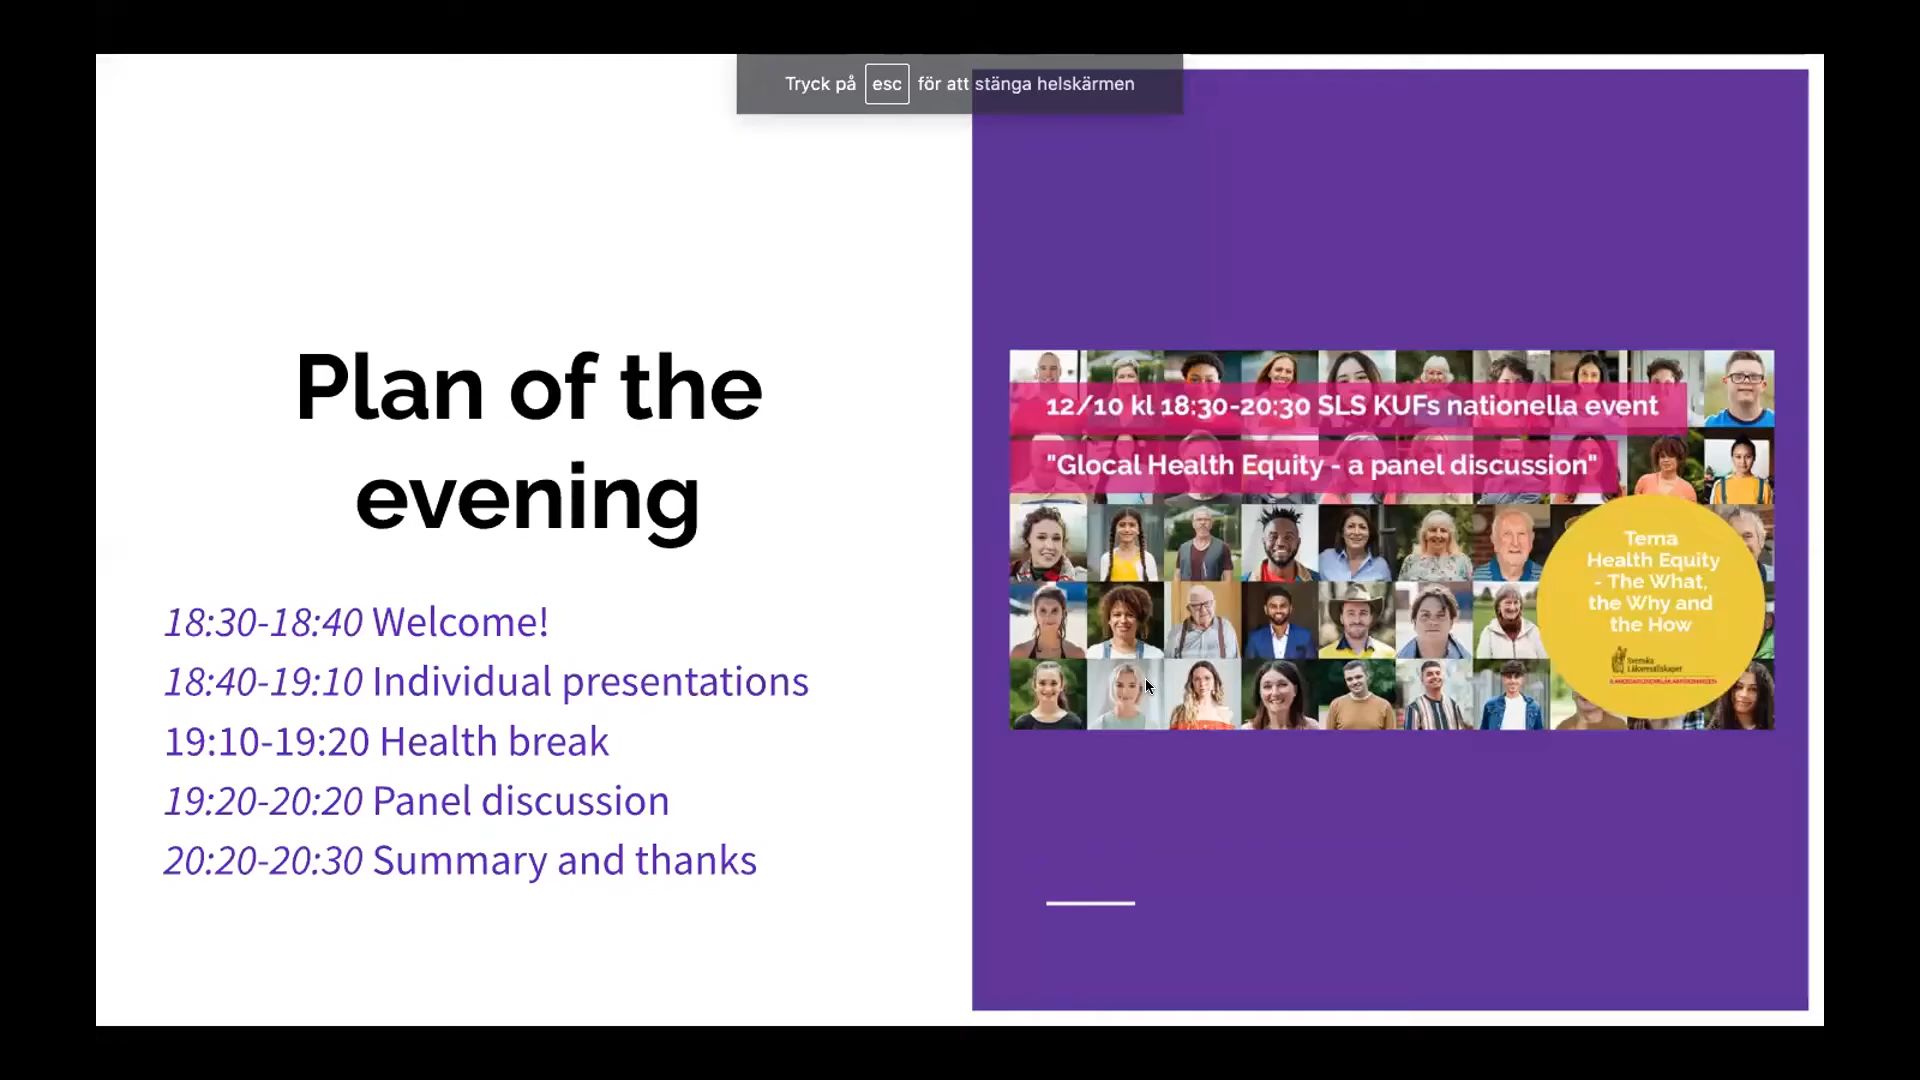 Tryck på esc för att stänga helskärmen
Plan of the
evening
18:30-18:40 Welcome!
18:40-19:10 Individual presentations
19:10-19:20 Health break
19:20-20:20 Panel discussion
20:20-20:30 Summary and thanks
12/10 kl 18:30-20:30 SLS KUFs nationella event
"Glocal Health Equity - a panel discussion"
Tema
Health Equity
- The What,
the Why and
the How
Svenska
Läkaresällskapet